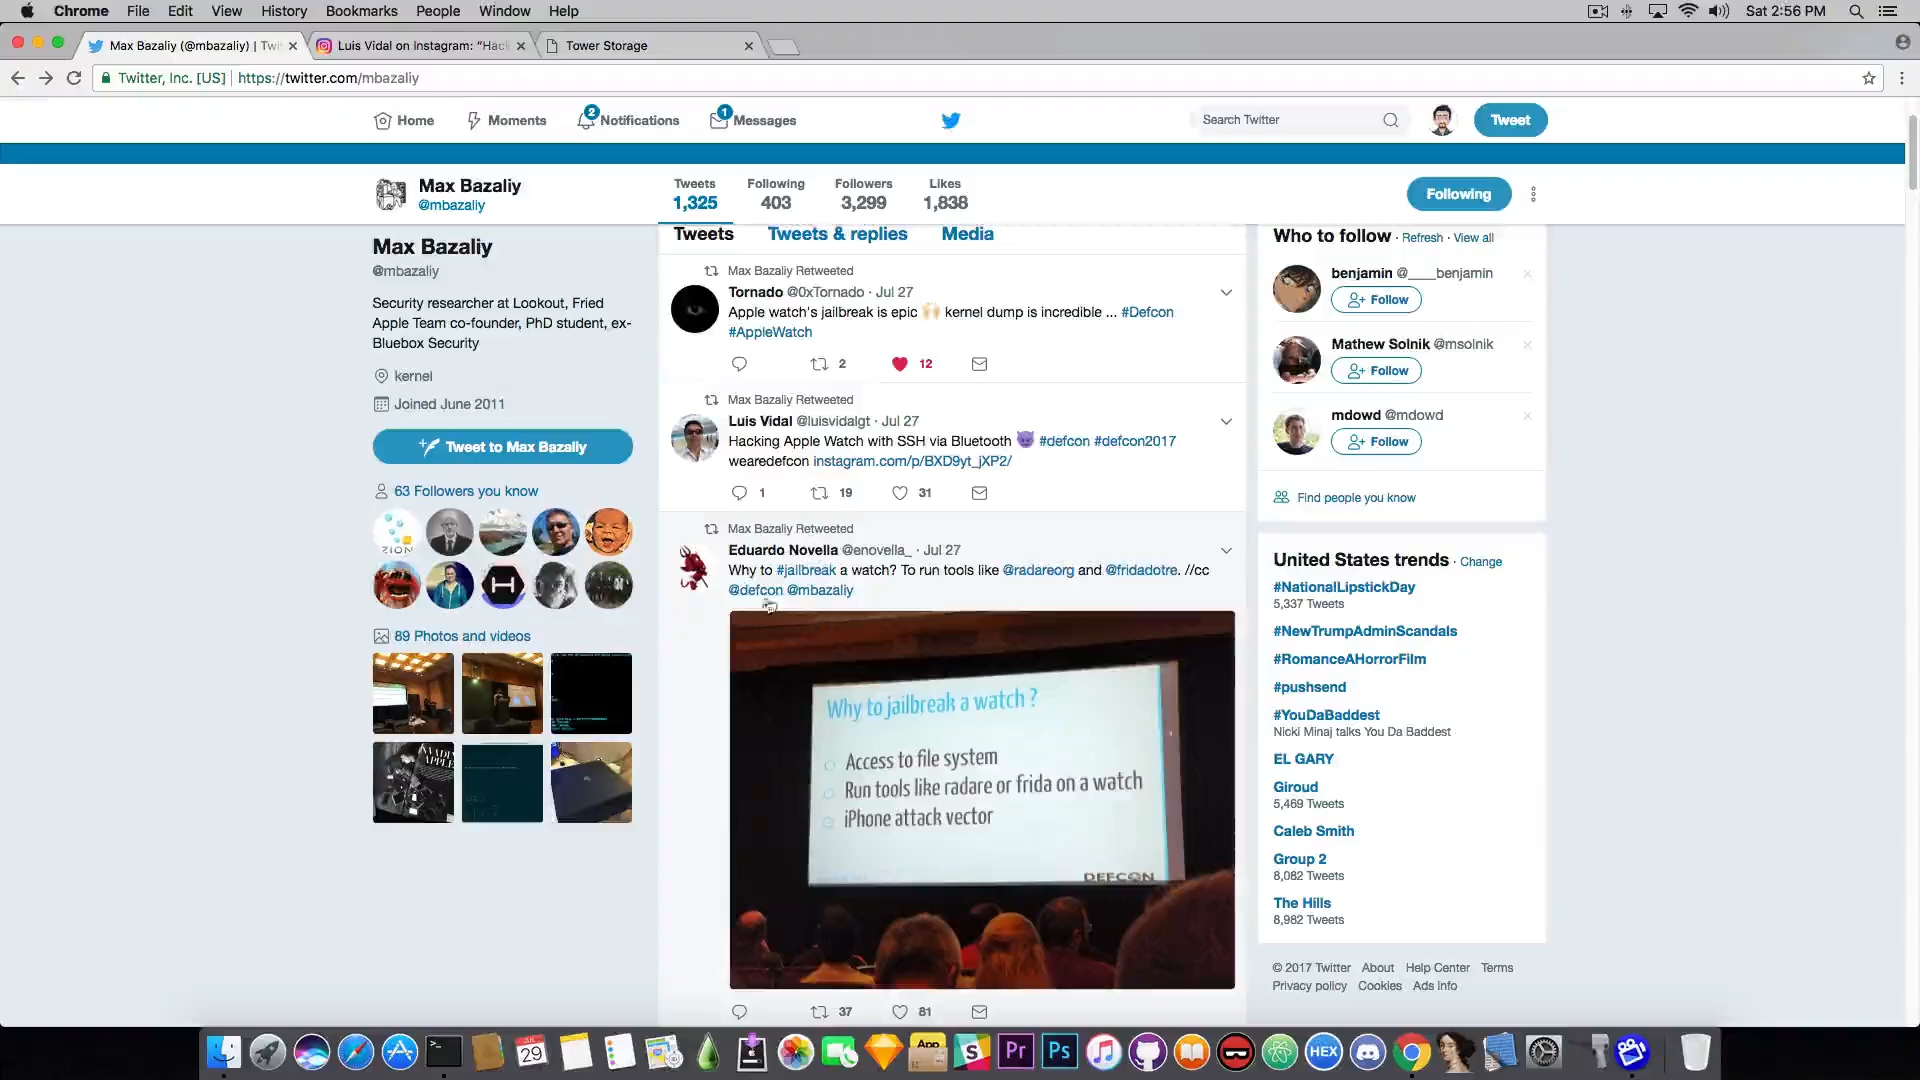 Chrome File Edit View History Bookmarks People Window Help
Sat 2:56 PM
Max Bazaliy (@mbazaliy) | Twi
Luis Vidal on Instagram: “Hac
Tower Storage
Twitter, Inc. [US] https://twitter.com/mbazaliy
Home
Moments
2
Notifications
1
Messages
Search Twitter
Tweet
Max Bazaliy
@mbazaliy
Tweets
1,325
Following
403
Followers
3,299
Likes
1,838
Following
Max Bazaliy
@mbazaliy
Security researcher at Lookout, Fried
Apple Team co-founder, PhD student, ex-
Bluebox Security
kernel
Joined June 2011
Tweet to Max Bazaliy
63 Followers you know
ZION
H
89 Photos and videos
Tweets Tweets & replies Media
Max Bazaliy Retweeted
Tornado @0xTornado · Jul 27
Apple watch's jailbreak is epic 🙌🏻 kernel dump is incredible ... #Defcon
#AppleWatch
2 12
Max Bazaliy Retweeted
Luis Vidal @luisvidalgt · Jul 27
Hacking Apple Watch with SSH via Bluetooth 😈 #defcon #defcon2017
wearedefcon instagram.com/p/BXD9yt_jXP2/
1 19 31
Max Bazaliy Retweeted
Eduardo Novella @enovella_ · Jul 27
Why to #jailbreak a watch? To run tools like @radareorg and @fridadotre. //cc
@defcon @mbazaliy
Why to jailbreak a watch ?
Access to file system
Run tools like radare or frida on a watch
iPhone attack vector
DEFCON
37 81
Who to follow · Refresh · View all
benjamin @____benjamin
Follow
Mathew Solnik @msolnik
Follow
mdowd @mdowd
Follow
Find people you know
United States trends · Change
#NationalLipstickDay
5,337 Tweets
#NewTrumpAdminScandals
#RomanceAHorrorFilm
#pushsend
#YouDaBaddest
Nicki Minaj talks You Da Baddest
EL GARY
Giroud
5,469 Tweets
Caleb Smith
Group 2
8,082 Tweets
The Hills
8,982 Tweets
© 2017 Twitter About Help Center Terms
Privacy policy Cookies Ads info
JUL
29
App
S
Pr
Ps
HEX